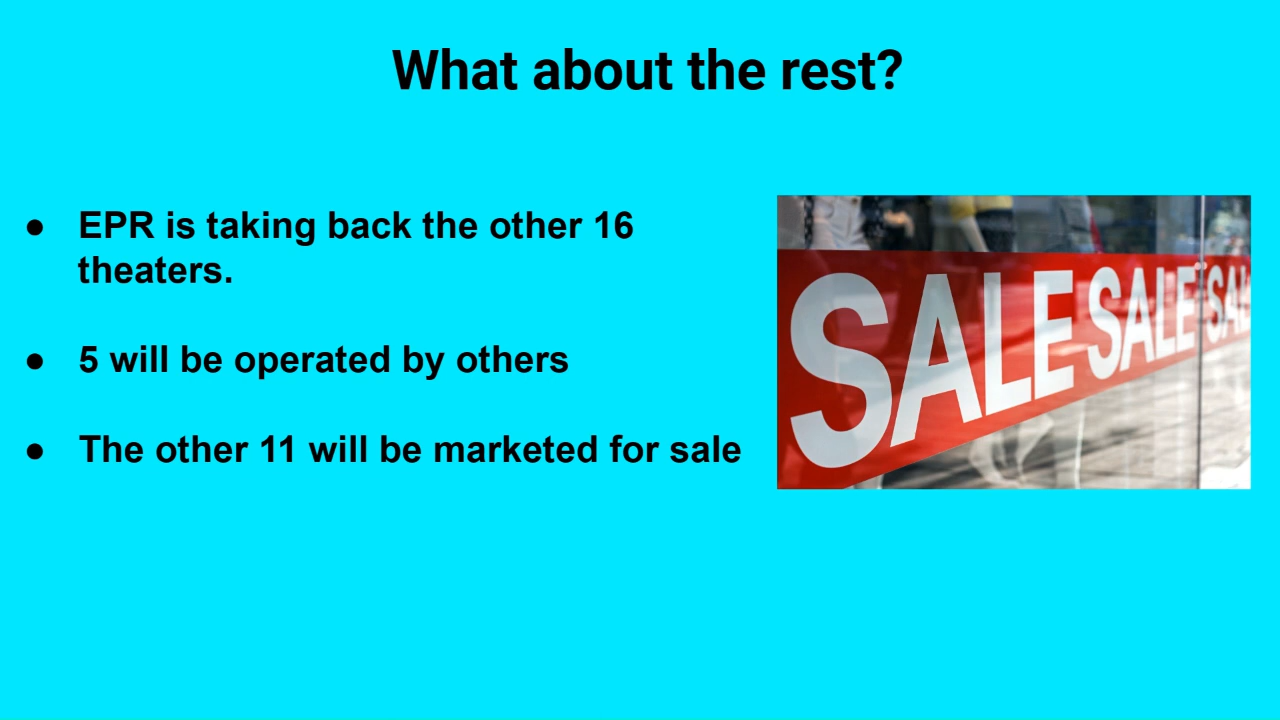 What about the rest?
● EPR is taking back the other 16
theaters.
● 5 will be operated by others
● The other 11 will be marketed for sale
SALE SALE SAL